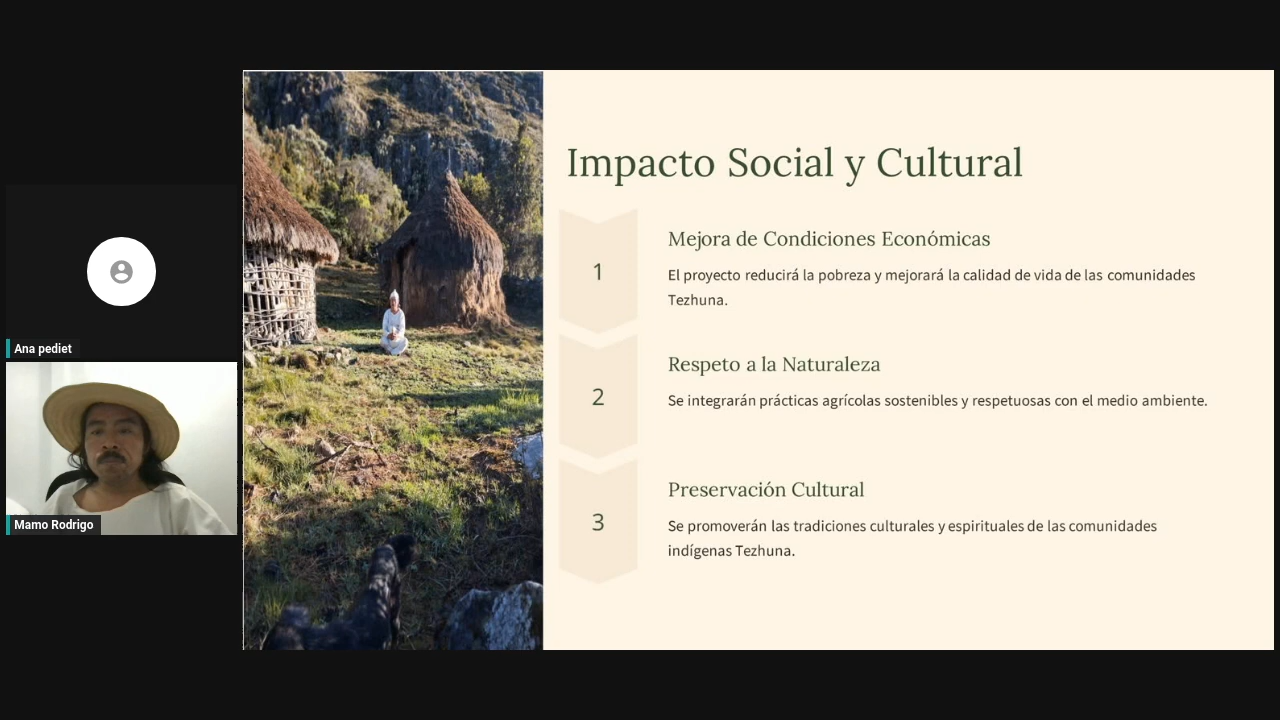 Ana pediet
Mamo Rodrigo
Impacto Social y Cultural
1
Mejora de Condiciones Económicas
El proyecto reducirá la pobreza y mejorará la calidad de vida de las comunidades
Tezhuna.
2
Respeto a la Naturaleza
Se integrarán prácticas agrícolas sostenibles y respetuosas con el medio ambiente.
3
Preservación Cultural
Se promoverán las tradiciones culturales y espirituales de las comunidades
indígenas Tezhuna.